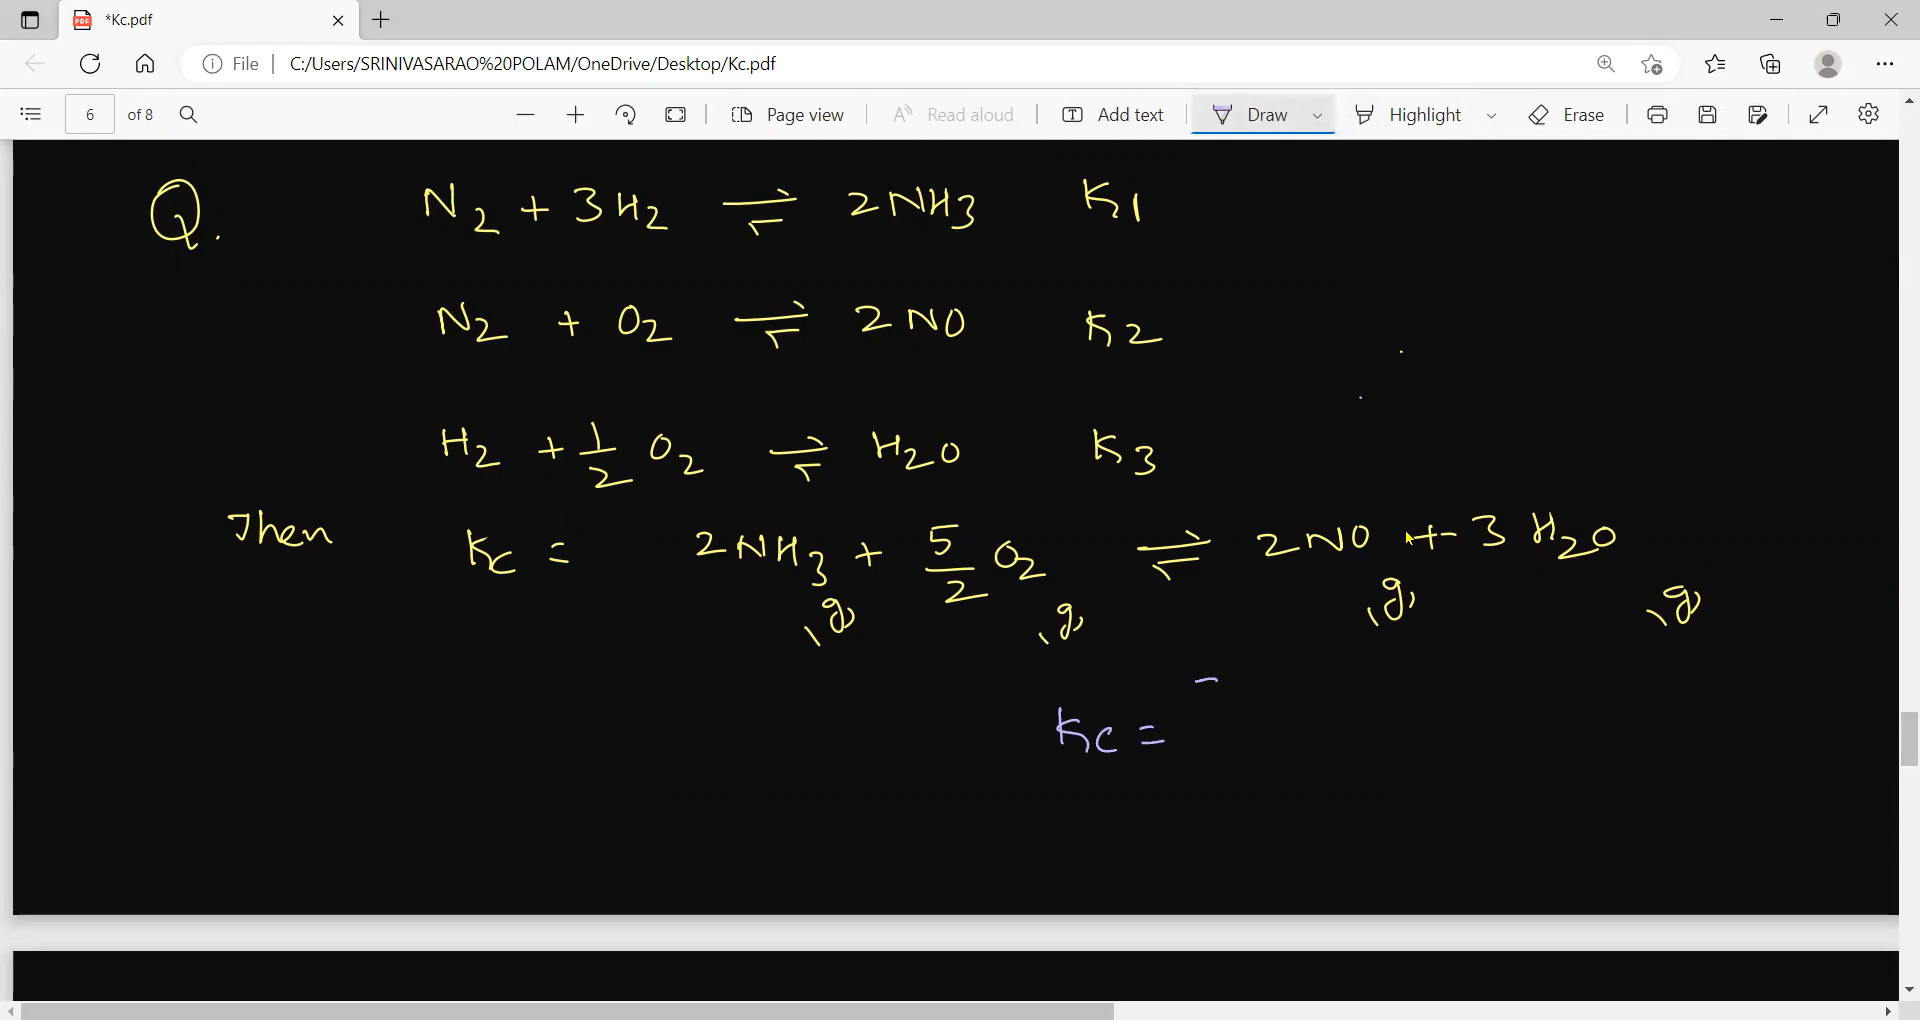 *Kc.pdf
File C:/Users/SRINIVASARAO%20POLAM/OneDrive/Desktop/Kc.pdf
6 of 8 Page view Read aloud Add text Draw Highlight Erase
Q. N2 + 3H2 ⇌ 2NH3 K1
N2 + O2 ⇌ 2NO K2
H2 + 1/2 O2 ⇌ H2O K3
Then Kc = 2NH3 + 5/2 O2 ⇌ 2NO + 3H2O
(g) (g) (g) (g)
Kc =